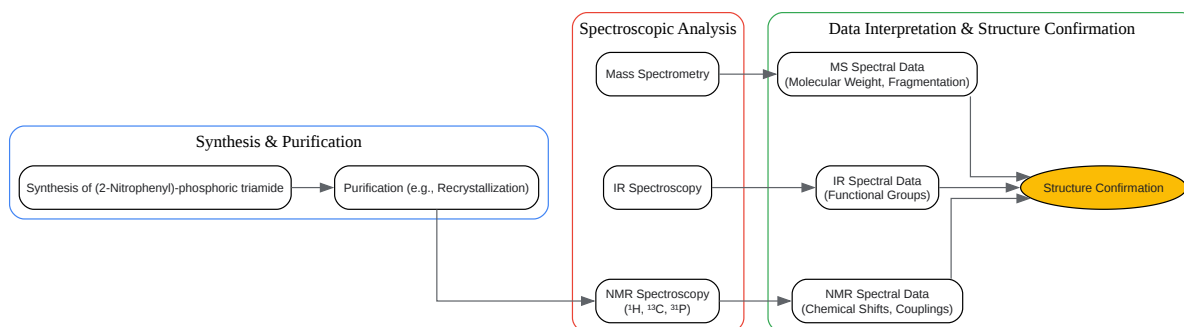 Synthesis & Purification
Synthesis of (2-Nitrophenyl)-phosphoric triamide
Purification (e.g., Recrystallization)
Spectroscopic Analysis
Mass Spectrometry
IR Spectroscopy
NMR Spectroscopy
(¹H, ¹³C, ³¹P)
Data Interpretation & Structure Confirmation
MS Spectral Data
(Molecular Weight, Fragmentation)
IR Spectral Data
(Functional Groups)
NMR Spectral Data
(Chemical Shifts, Couplings)
Structure Confirmation